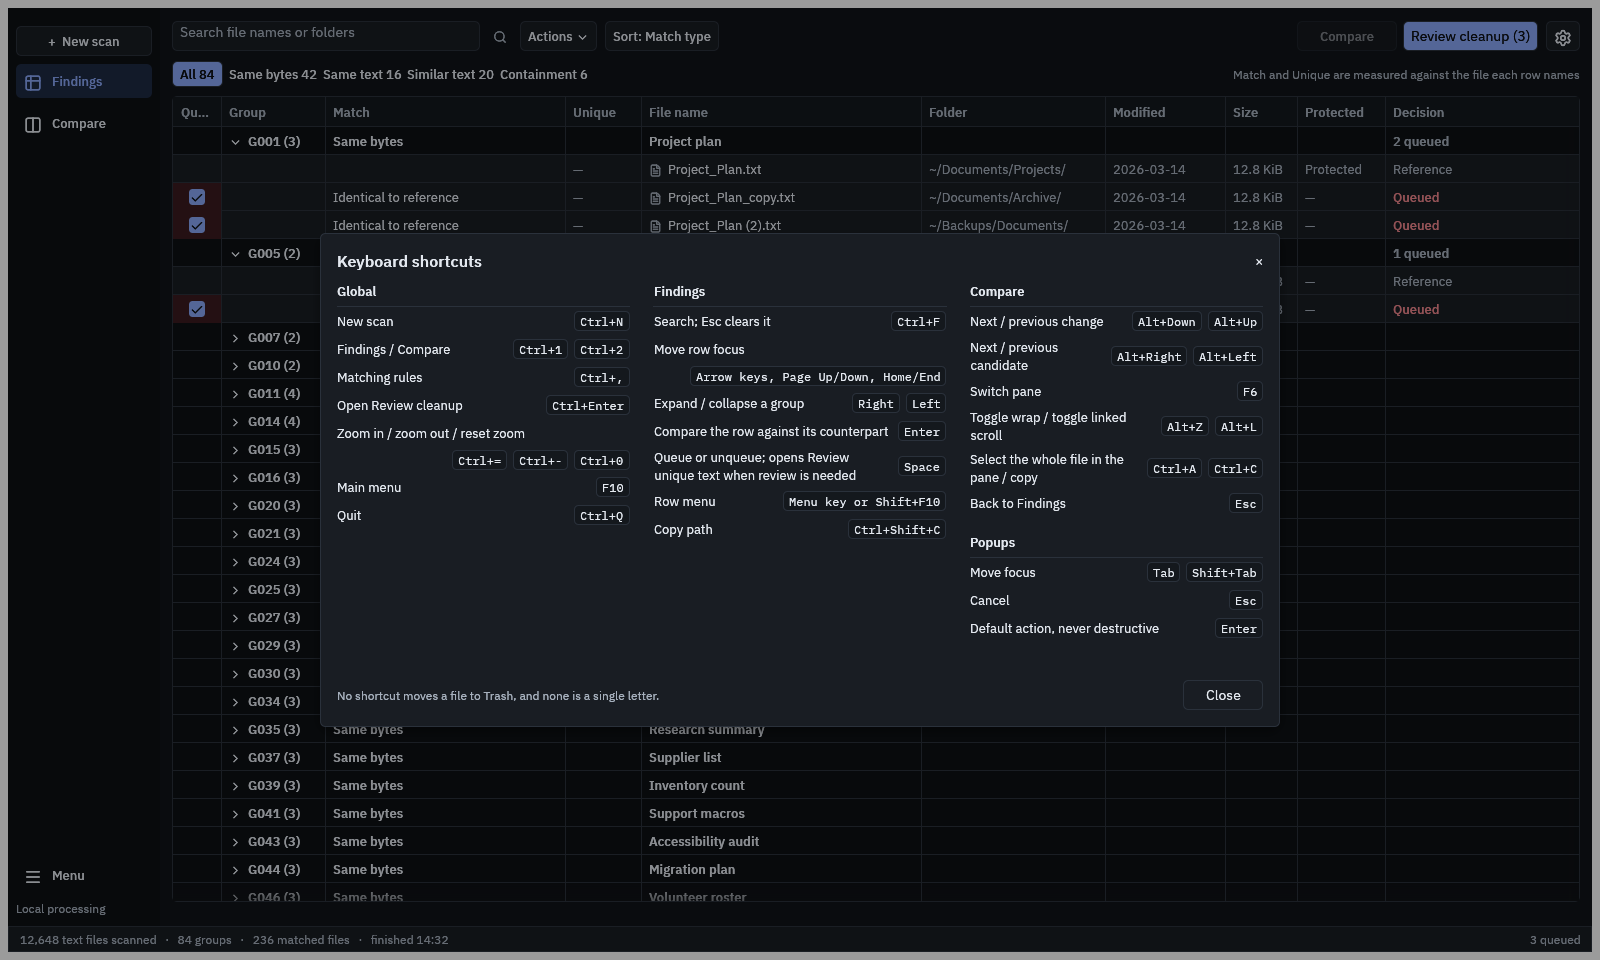 + New scan
Findings
Compare
Menu
Local processing
Search file names or folders
Actions
Sort: Match type
Compare
Review cleanup (3)
All 84 Same bytes 42 Same text 16 Similar text 20 Containment 6
Match and Unique are measured against the file each row names
Qu... Group Match Unique File name Folder Modified Size Protected Decision
G001 (3) Same bytes Project plan 2 queued
— Project_Plan.txt ~/Documents/Projects/ 2026-03-14 12.8 KiB Protected Reference
Identical to reference — Project_Plan_copy.txt ~/Documents/Archive/ 2026-03-14 12.8 KiB — Queued
Identical to reference — Project_Plan (2).txt ~/Backups/Documents/ 2026-03-14 12.8 KiB — Queued
G005 (2) 1 queued
— Reference
— Queued
G007 (2)
G010 (2)
G011 (4)
G014 (4)
G015 (3)
G016 (3)
G020 (3)
G021 (3)
G024 (3)
G025 (3)
G027 (3)
G029 (3)
G030 (3)
G034 (3)
G035 (3) Same bytes Research summary
G037 (3) Same bytes Supplier list
G039 (3) Same bytes Inventory count
G041 (3) Same bytes Support macros
G043 (3) Same bytes Accessibility audit
G044 (3) Same bytes Migration plan
G046 (3) Same bytes Volunteer roster
Keyboard shortcuts
×
Global
New scan Ctrl+N
Findings / Compare Ctrl+1 Ctrl+2
Matching rules Ctrl+,
Open Review cleanup Ctrl+Enter
Zoom in / zoom out / reset zoom
Ctrl+= Ctrl+- Ctrl+0
Main menu F10
Quit Ctrl+Q
Findings
Search; Esc clears it Ctrl+F
Move row focus
Arrow keys, Page Up/Down, Home/End
Expand / collapse a group Right Left
Compare the row against its counterpart Enter
Queue or unqueue; opens Review
unique text when review is needed Space
Row menu Menu key or Shift+F10
Copy path Ctrl+Shift+C
Compare
Next / previous change Alt+Down Alt+Up
Next / previous
candidate Alt+Right Alt+Left
Switch pane F6
Toggle wrap / toggle linked
scroll Alt+Z Alt+L
Select the whole file in the
pane / copy Ctrl+A Ctrl+C
Back to Findings Esc
Popups
Move focus Tab Shift+Tab
Cancel Esc
Default action, never destructive Enter
No shortcut moves a file to Trash, and none is a single letter.
Close
12,648 text files scanned · 84 groups · 236 matched files · finished 14:32
3 queued